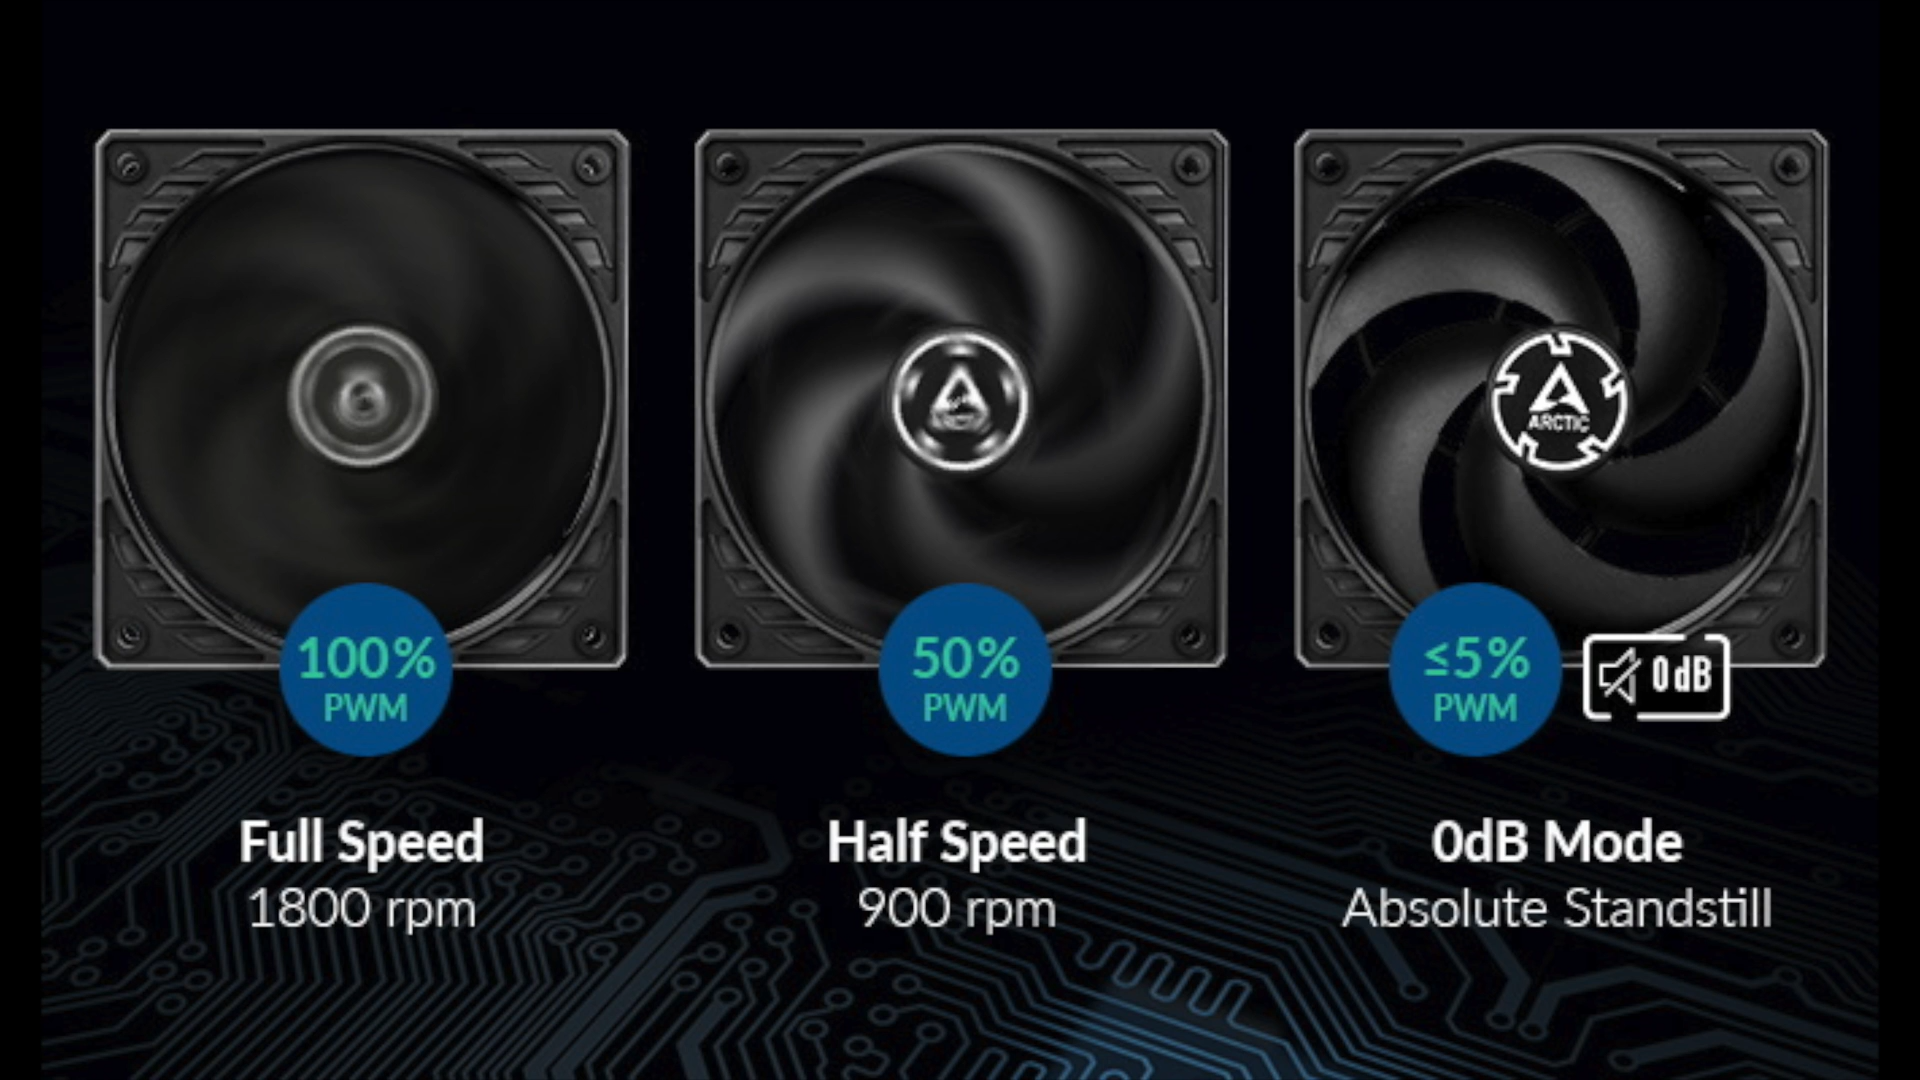 100%
PWM
Full Speed
1800 rpm
50%
PWM
Half Speed
900 rpm
ARCTIC
≤5%
PWM
0dB
0dB Mode
Absolute Standstill